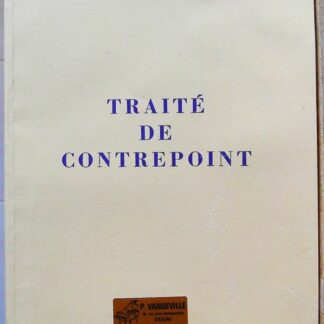 TRAITÉ
DE
CONTREPOINT
P. VANDEVILLE
DOUAI